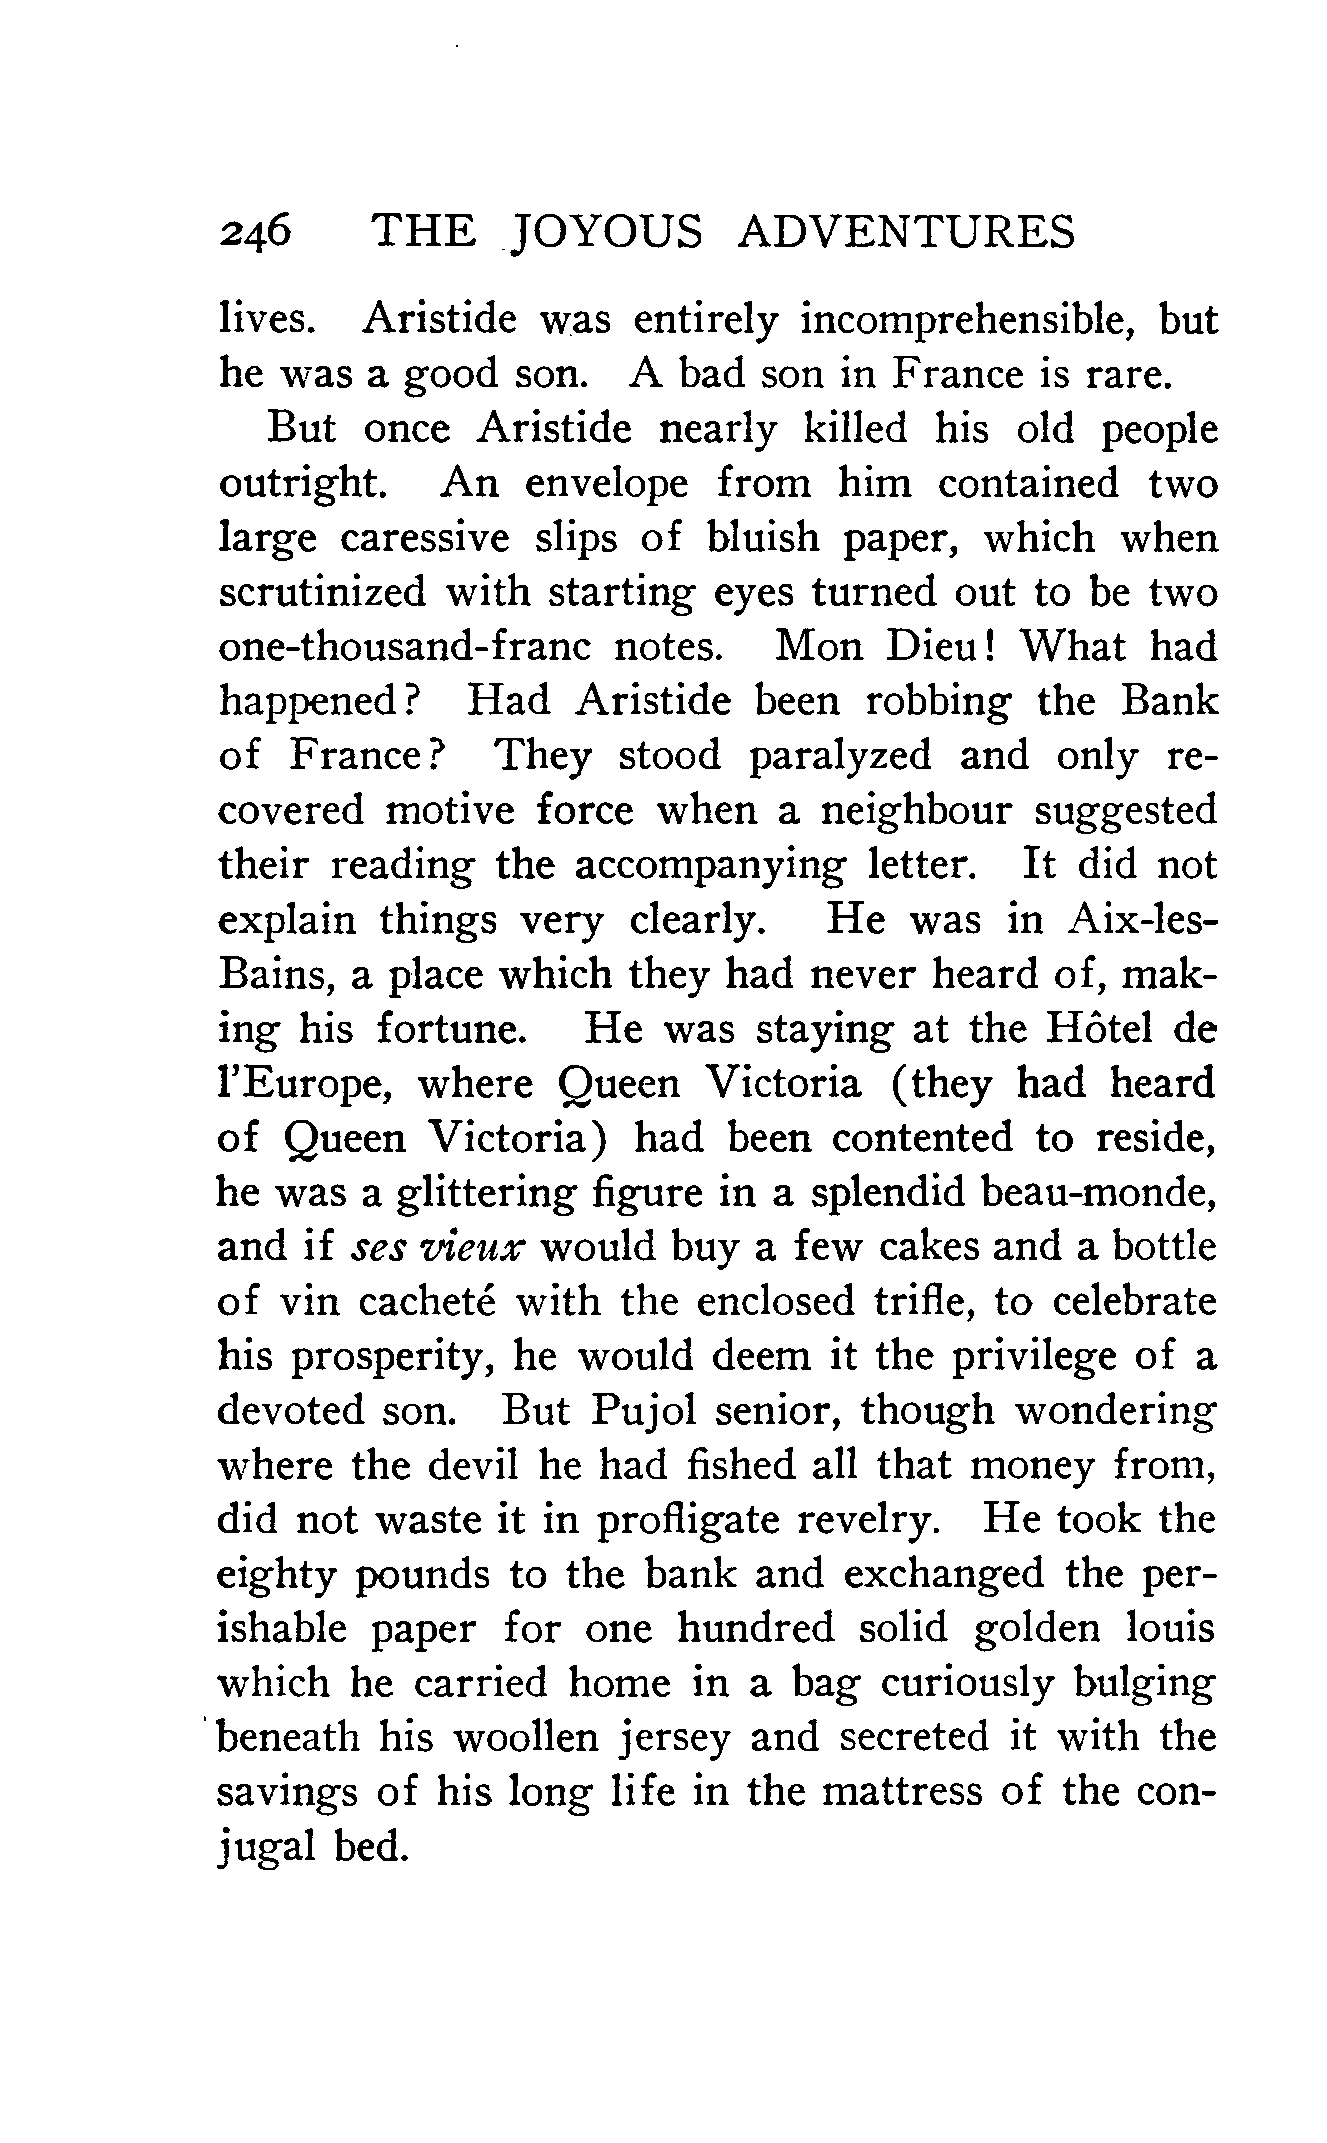 246 THE JOYOUS ADVENTURES
lives. Aristide was entirely incomprehensible, but
he was a good son. A bad son in France is rare.
But once Aristide nearly killed his old people
outright. An envelope from him contained two
large caressive slips of bluish paper, which when
scrutinized with starting eyes turned out to be two
one-thousand-franc notes. Mon Dieu! What had
happened? Had Aristide been robbing the Bank
of France? They stood paralyzed and only re-
covered motive force when a neighbour suggested
their reading the accompanying letter. It did not
explain things very clearly. He was in Aix-les-
Bains, a place which they had never heard of, mak-
ing his fortune. He was staying at the Hôtel de
l'Europe, where Queen Victoria (they had heard
of Queen Victoria) had been contented to reside,
he was a glittering figure in a splendid beau-monde,
and if ses vieux would buy a few cakes and a bottle
of vin cacheté with the enclosed trifle, to celebrate
his prosperity, he would deem it the privilege of a
devoted son. But Pujol senior, though wondering
where the devil he had fished all that money from,
did not waste it in profligate revelry. He took the
eighty pounds to the bank and exchanged the per-
ishable paper for one hundred solid golden louis
which he carried home in a bag curiously bulging
beneath his woollen jersey and secreted it with the
savings of his long life in the mattress of the con-
jugal bed.